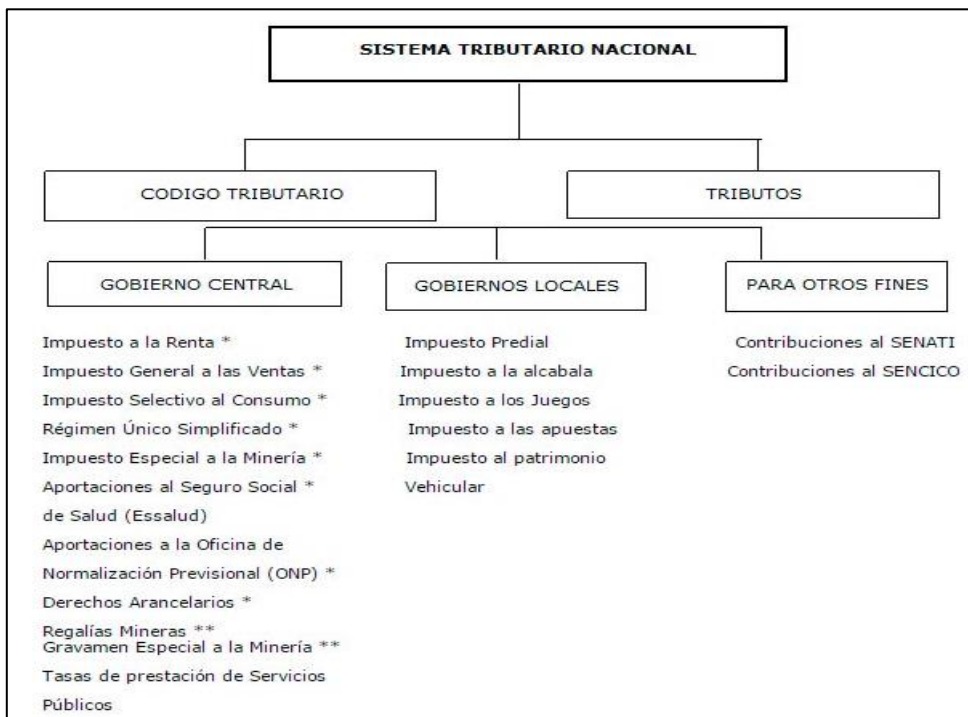 SISTEMA TRIBUTARIO NACIONAL
CODIGO TRIBUTARIO
TRIBUTOS
GOBIERNO CENTRAL
GOBIERNOS LOCALES
PARA OTROS FINES
Impuesto a la Renta *
Impuesto General a las Ventas *
Impuesto Selectivo al Consumo *
Régimen Único Simplificado *
Impuesto Especial a la Minería *
Aportaciones al Seguro Social *
de Salud (Essalud)
Aportaciones a la Oficina de
Normalización Previsional (ONP) *
Derechos Arancelarios *
Regalías Mineras **
Gravamen Especial a la Minería **
Tasas de prestación de Servicios
Públicos
Impuesto Predial
Impuesto a la alcabala
Impuesto a los Juegos
Impuesto a las apuestas
Impuesto al patrimonio
Vehicular
Contribuciones al SENATI
Contribuciones al SENCICO